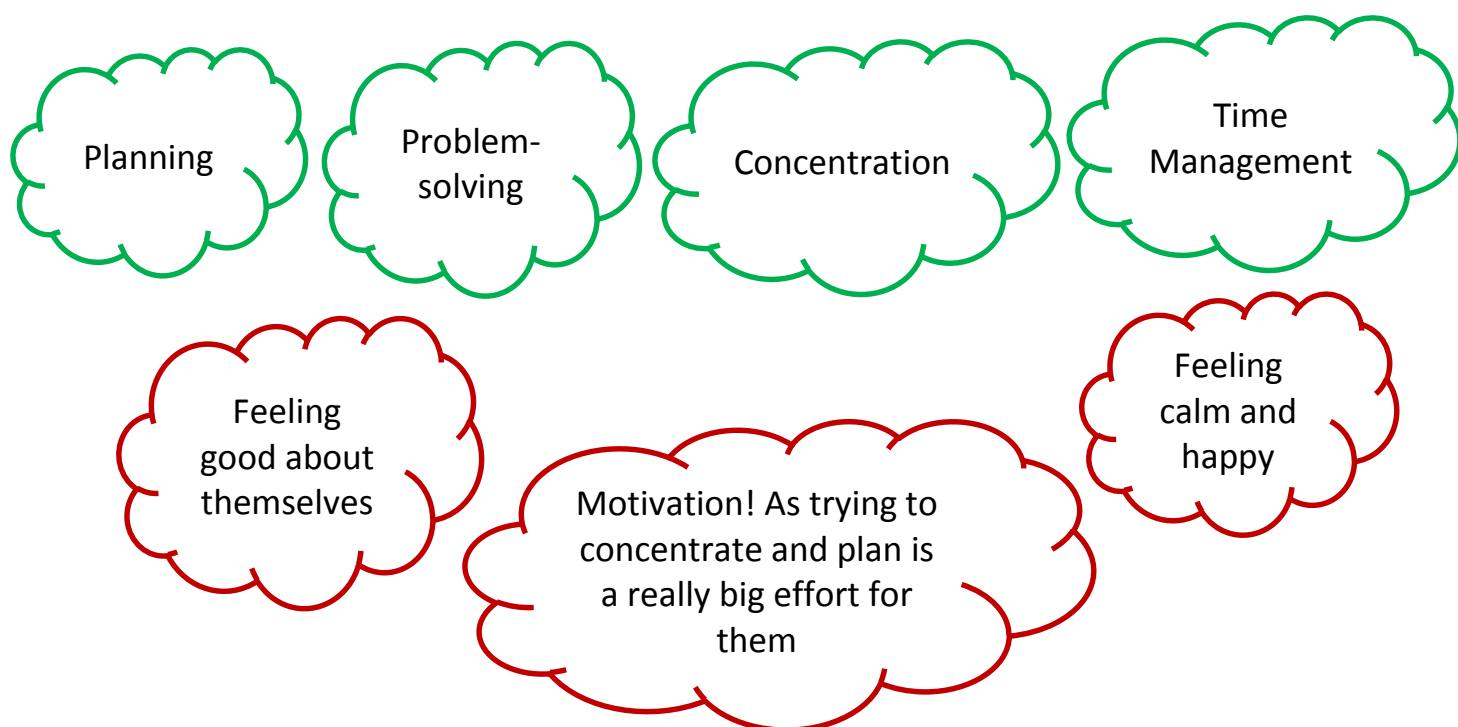 Planning
Problem-
solving
Concentration
Time
Management
Feeling
good about
themselves
Motivation! As trying to
concentrate and plan is
a really big effort for
them
Feeling
calm and
happy